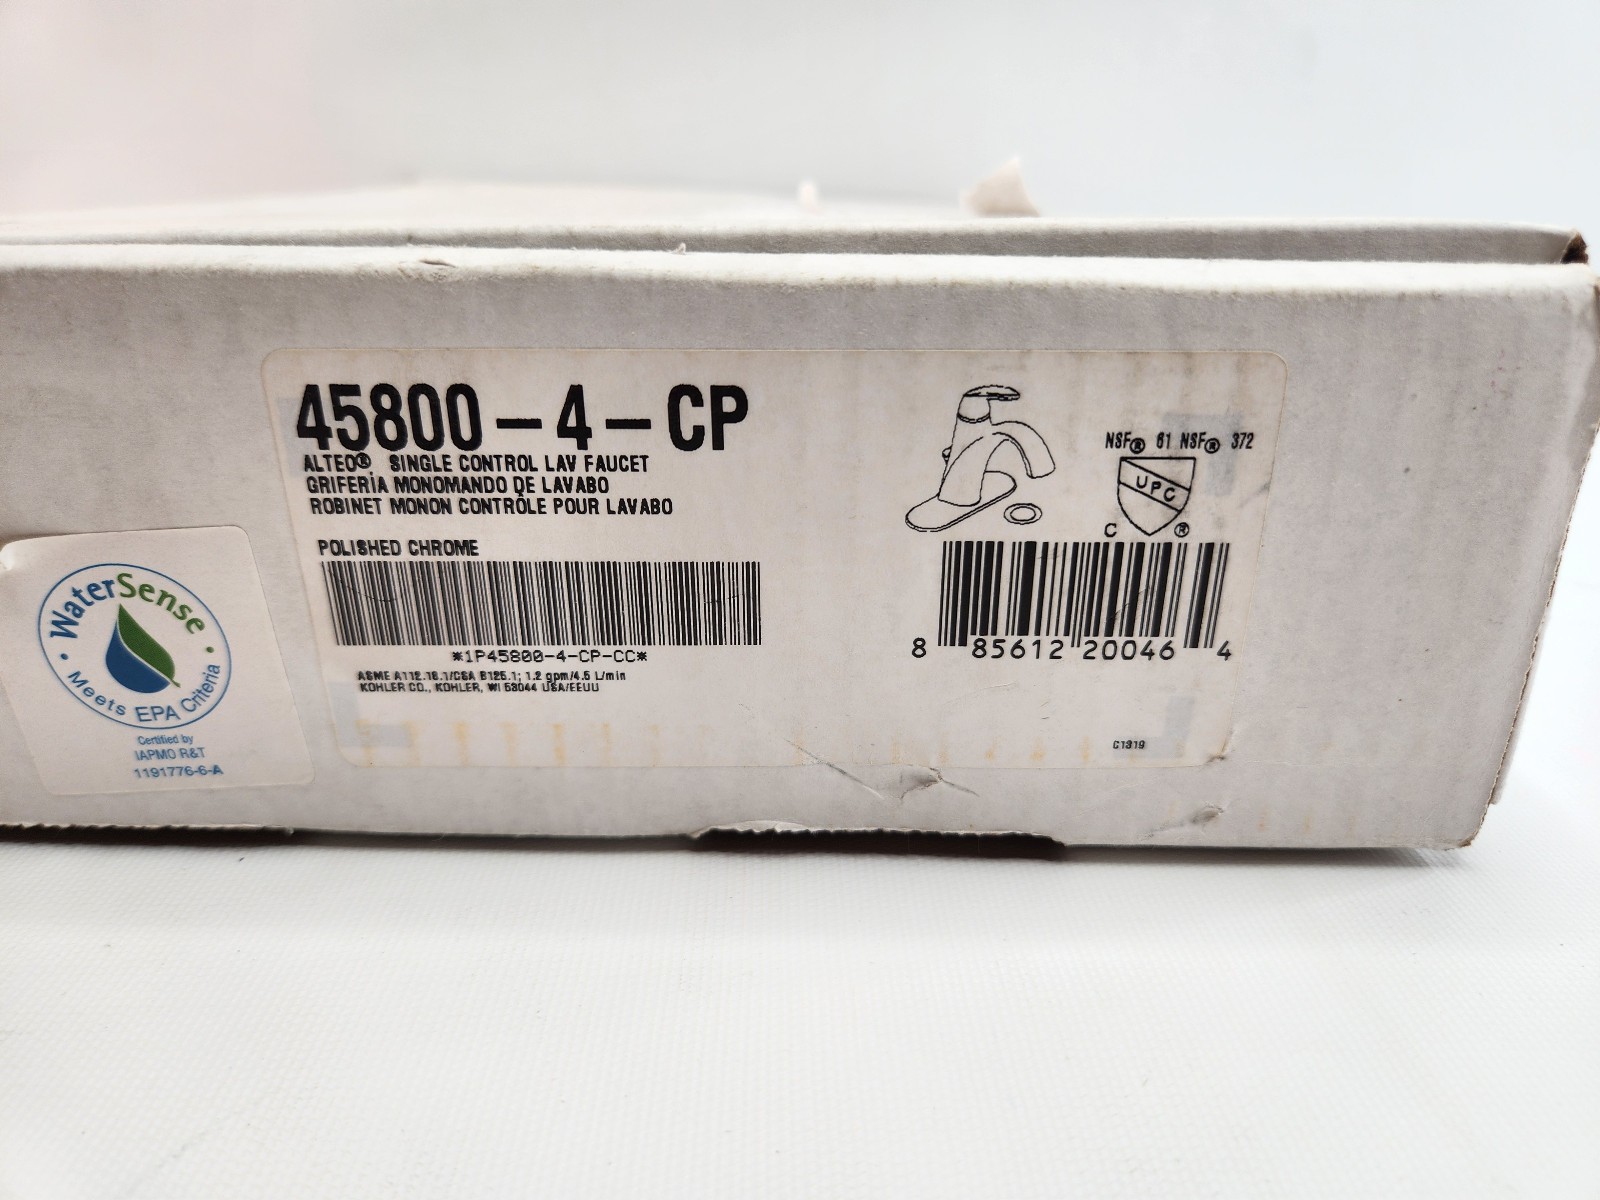 45800-4-CP
ALTEO® SINGLE CONTROL LAV FAUCET
GRIFERÍA MONOMANDO DE LAVABO
ROBINET MONON CONTRÔLE POUR LAVABO
POLISHED CHROME
*1P45800-4-CP-CC*
ASME A112.18.1/CSA B125.1; 1.2 gpm/4.5 L/min
KOHLER CO., KOHLER, WI 53044 USA/EEUU
NSF® 61 NSF® 372
UPC
C ®
8 85612 20046 4
C1319
WaterSense
Meets EPA Criteria
Certified by
IAPMO R&T
1191776-6-A